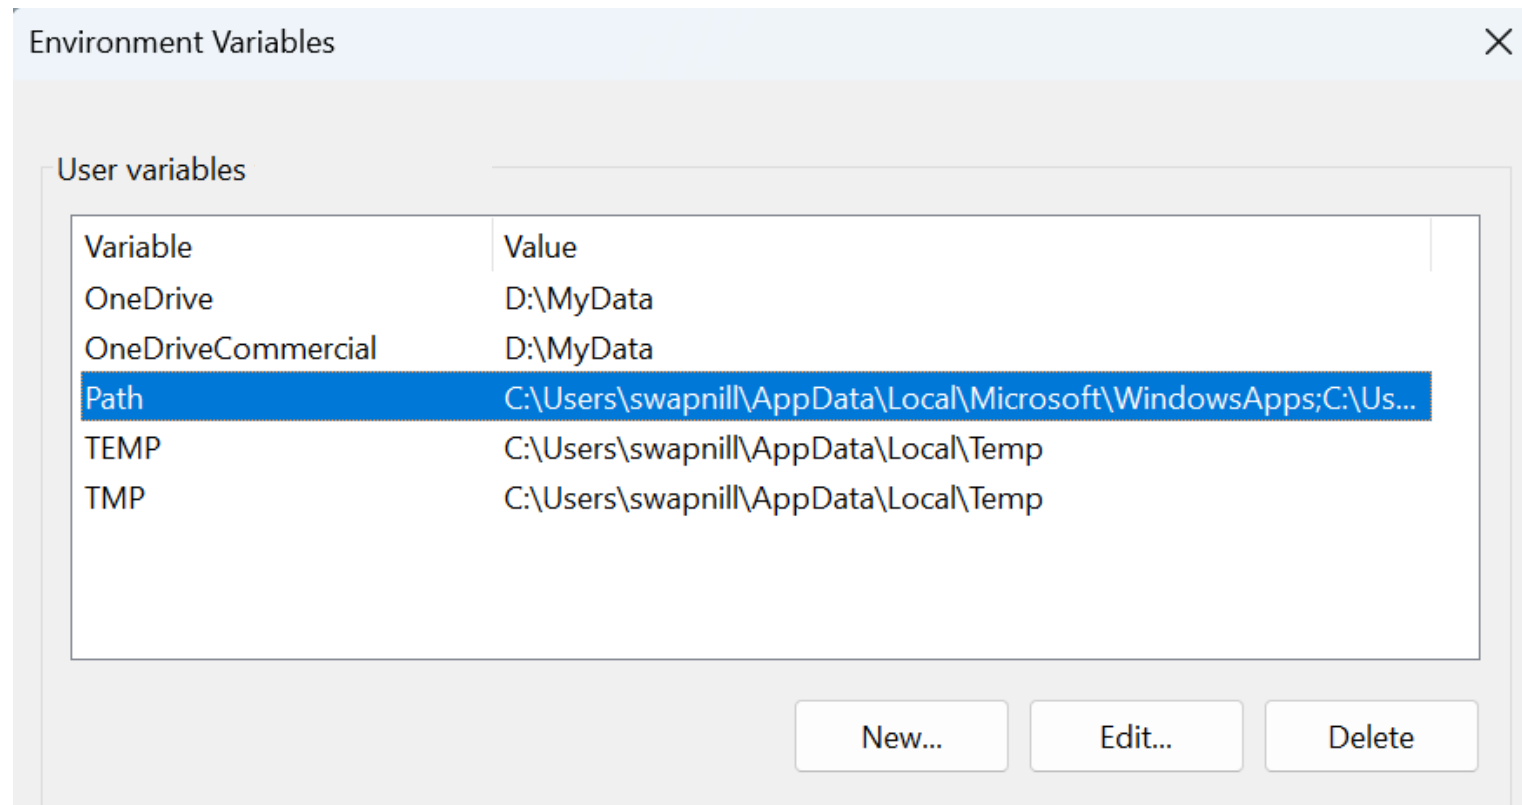 Environment Variables
User variables
Variable Value
OneDrive D:\MyData
OneDriveCommercial D:\MyData
Path C:\Users\swapnill\AppData\Local\Microsoft\WindowsApps;C:\Us...
TEMP C:\Users\swapnill\AppData\Local\Temp
TMP C:\Users\swapnill\AppData\Local\Temp
New... Edit... Delete